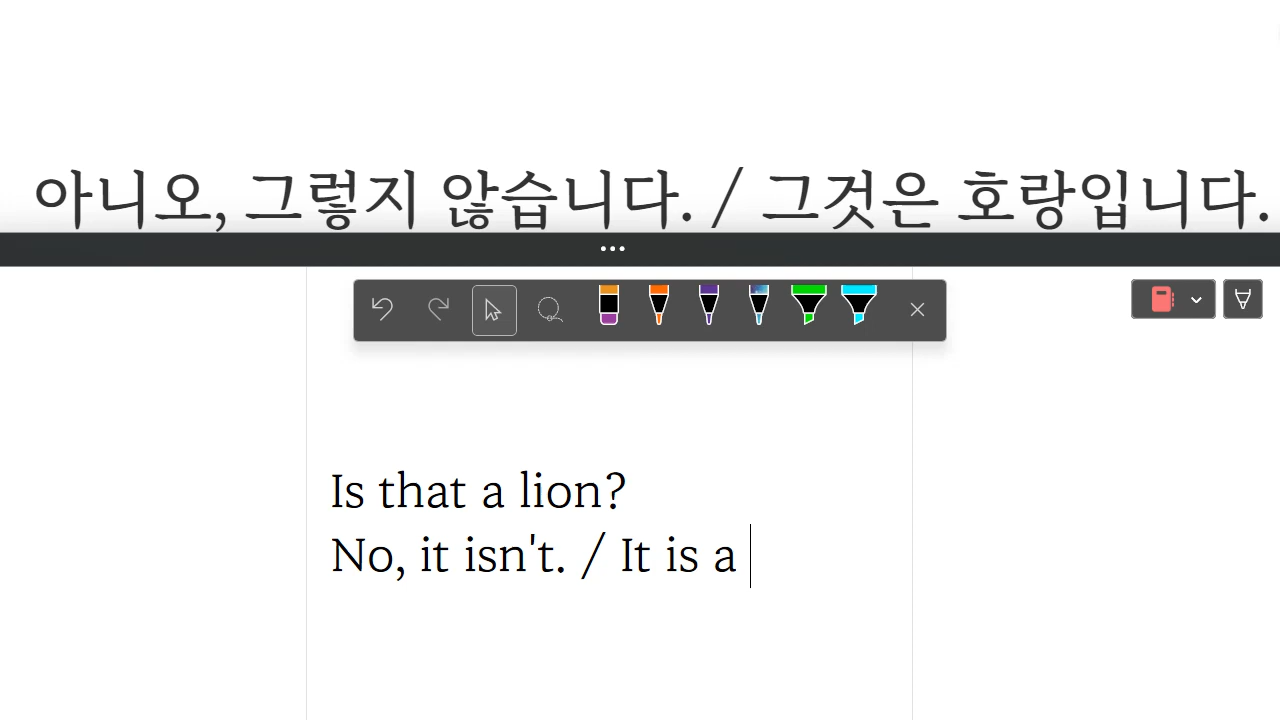 아니오, 그렇지 않습니다. / 그것은 호랑입니다.
Is that a lion?
No, it isn't. / It is a